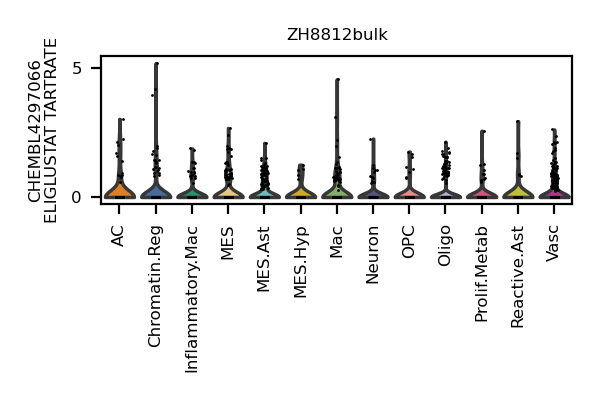 ZH8812bulk
CHEMBL4297066
ELIGLUSTAT TARTRATE
5
0
AC
Chromatin.Reg
Inflammatory.Mac
MES
MES.Ast
MES.Hyp
Mac
Neuron
OPC
Oligo
Prolif.Metab
Reactive.Ast
Vasc